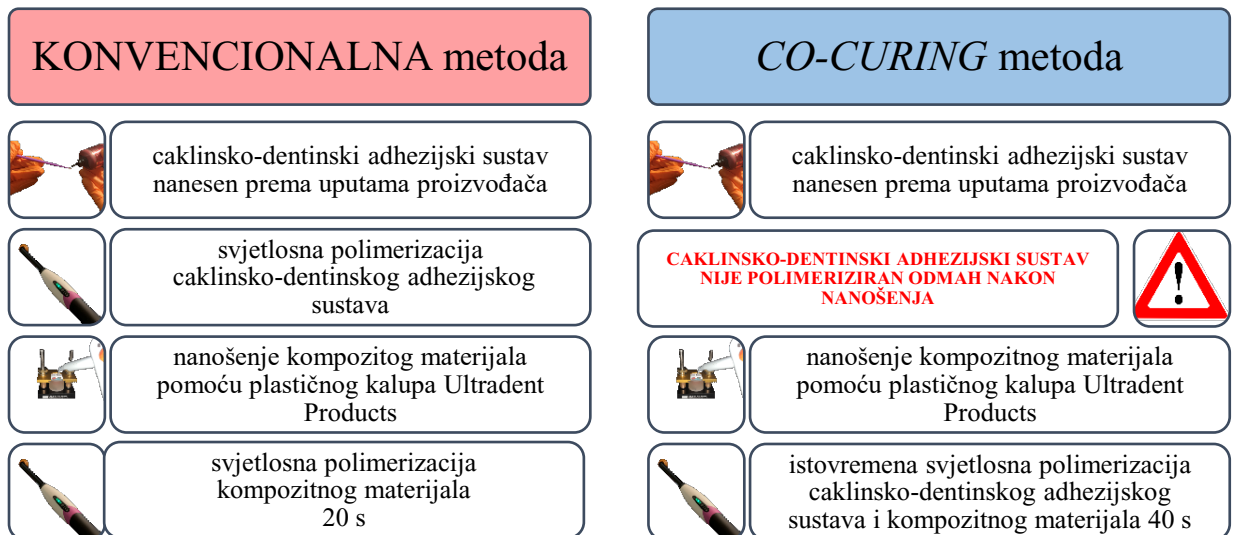 KONVENCIONALNA metoda
caklinsko-dentinski adhezijski sustav
nanesen prema uputama proizvođača
svjetlosna polimerizacija
caklinsko-dentinskog adhezijskog
sustava
nanošenje kompozitog materijala
pomoću plastičnog kalupa Ultradent
Products
svjetlosna polimerizacija
kompozitnog materijala
20 s
CO-CURING metoda
caklinsko-dentinski adhezijski sustav
nanesen prema uputama proizvođača
CAKLINSKO-DENTINSKI ADHEZIJSKI SUSTAV
NIJE POLIMERIZIRAN ODMAH NAKON
NANOŠENJA
nanošenje kompozitnog materijala
pomoću plastičnog kalupa Ultradent
Products
istovremena svjetlosna polimerizacija
caklinsko-dentinskog adhezijskog
sustava i kompozitnog materijala 40 s